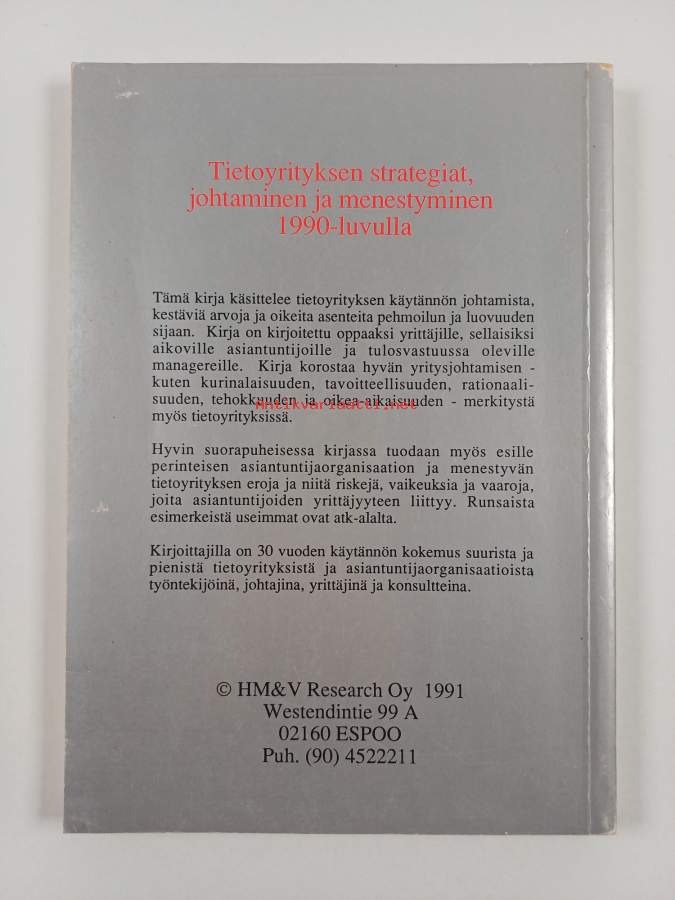 Tietoyrityksen strategiat,
johtaminen ja menestyminen
1990-luvulla
Tämä kirja käsittelee tietoyrityksen käytännön johtamista,
kestäviä arvoja ja oikeita asenteita pehmoilun ja luovuuden
sijaan. Kirja on kirjoitettu oppaaksi yrittäjille, sellaisiksi
aikoville asiantuntijoille ja tulosvastuussa oleville
managereille. Kirja korostaa hyvän yritysjohtamisen -
kuten kurinalaisuuden, tavoitteellisuuden, rationaali-
suuden, tehokkuuden ja oikea-aikaisuuden - merkitystä
Antikvariaatti.net
myös tietoyrityksissä.
Hyvin suorapuheisessa kirjassa tuodaan myös esille
perinteisen asiantuntijaorganisaation ja menestyvän
tietoyrityksen eroja ja niitä riskejä, vaikeuksia ja vaaroja,
joita asiantuntijoiden yrittäjyyteen liittyy. Runsaista
esimerkeistä useimmat ovat atk-alalta.
Kirjoittajilla on 30 vuoden käytännön kokemus suurista ja
pienistä tietoyrityksistä ja asiantuntijaorganisaatioista
työntekijöinä, johtajina, yrittäjinä ja konsultteina.
© HM&V Research Oy 1991
Westendintie 99 A
02160 ESPOO
Puh. (90) 4522211